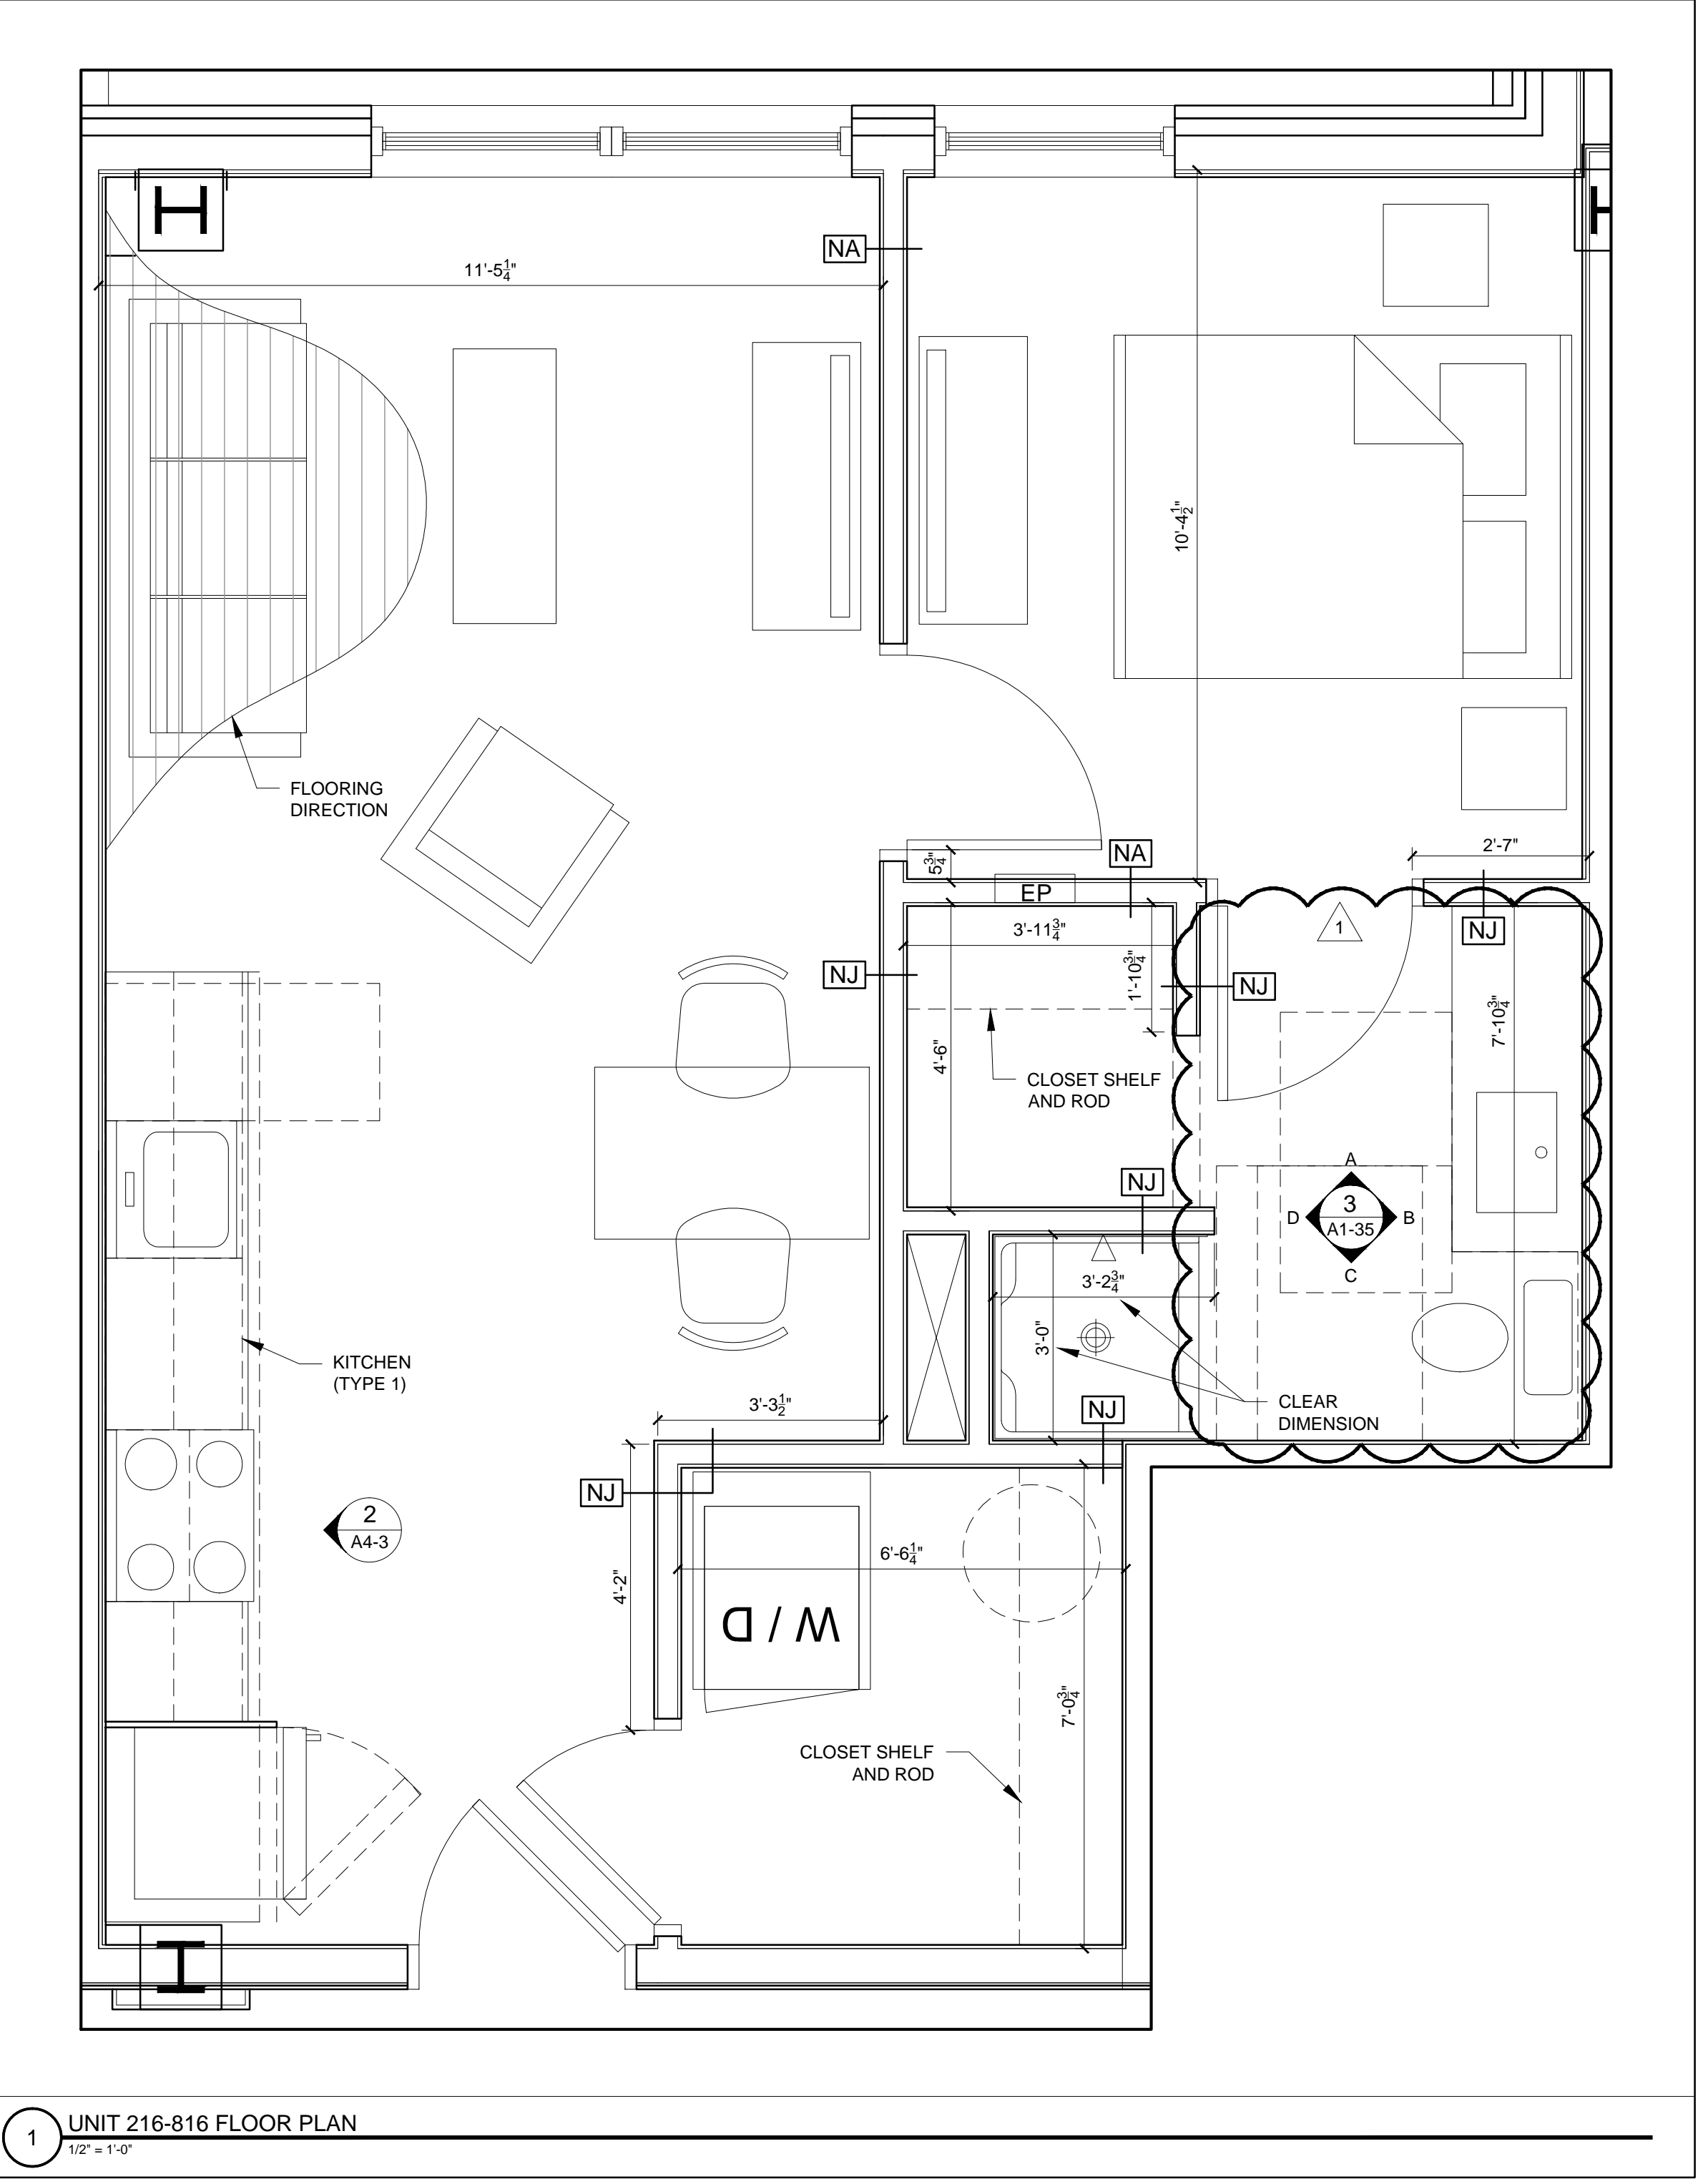 NA
11'-5 1/4"
10'-4 1/2"
FLOORING
DIRECTION
2'-7"
NA
5 3/4"
EP
1
NJ
3'-11 3/4"
NJ
1'-10 3/4"
NJ
7'-10 3/4"
4'-6"
CLOSET SHELF
AND ROD
NJ
A
3
D
B
A1-35
C
3'-2 3/4"
3'-0"
KITCHEN
(TYPE 1)
CLEAR
DIMENSION
3'-3 1/2"
NJ
NJ
2
A4-3
6'-6 1/4"
4'-2"
W / D
7'-0 3/4"
CLOSET SHELF
AND ROD
1
UNIT 216-816 FLOOR PLAN
1/2" = 1'-0"